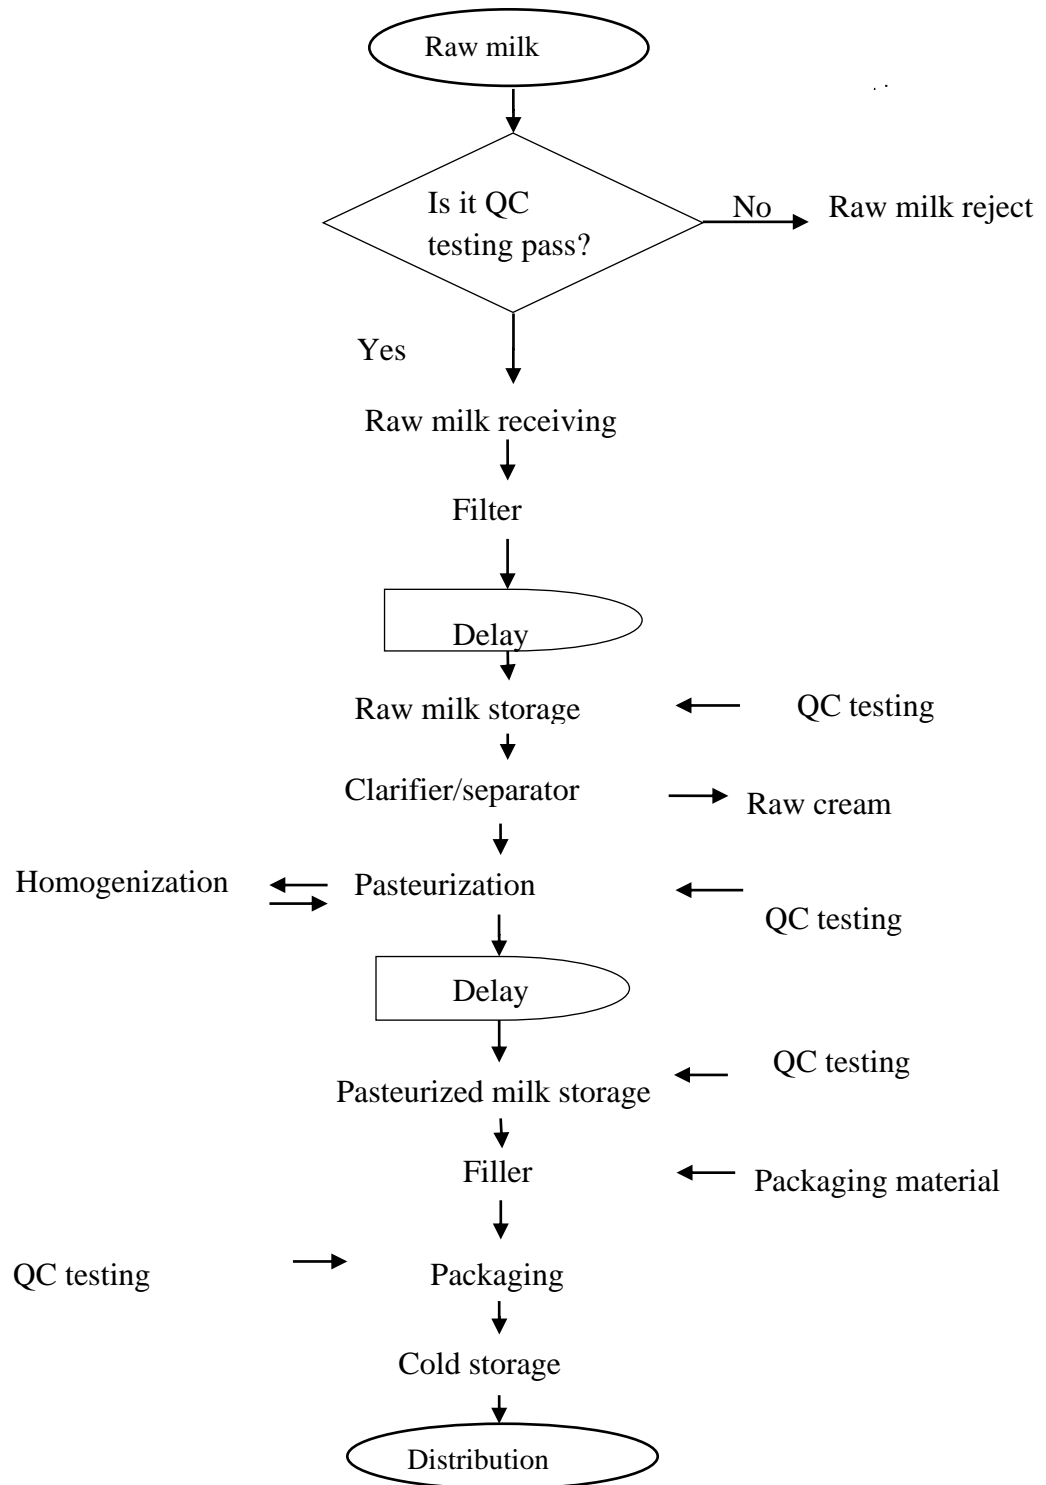 Raw milk
Is it QC
testing pass?
No
Raw milk reject
Yes
Raw milk receiving
Filter
Delay
Raw milk storage
QC testing
Clarifier/separator
Raw cream
Homogenization
Pasteurization
QC testing
Delay
QC testing
Pasteurized milk storage
Filler
Packaging material
QC testing
Packaging
Cold storage
Distribution